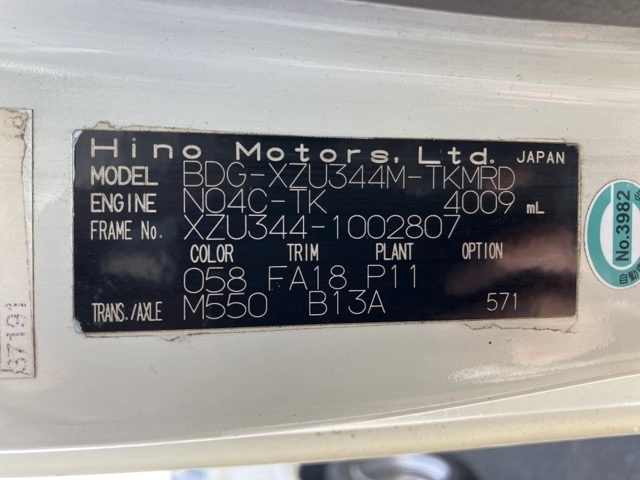 Hino Motors, Ltd. JAPAN
MODEL BDG-XZU344M-TKMRD
ENGINE N04C-TK 4009 mL
FRAME No. XZU344-1002807
COLOR TRIM PLANT OPTION
058 FA18 P11
TRANS./AXLE M550 B13A 571
No.3982